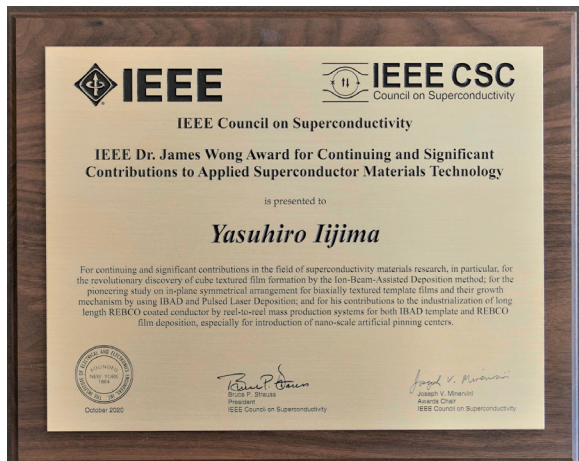 IEEE
IEEE CSC
Council on Superconductivity
IEEE Council on Superconductivity
IEEE Dr. James Wong Award for Continuing and Significant
Contributions to Applied Superconductor Materials Technology
is presented to
Yasuhiro Iijima
For continuing and significant contributions in the field of superconductivity materials research, in particular, for
the revolutionary discovery of cube textured film formation by the Ion-Beam-Assisted Deposition method; for the
pioneering study on in-plane symmetrical arrangement for biaxially textured template films and their growth
mechanism by using IBAD and Pulsed Laser Deposition; and for his contributions to the industrialization of long
length REBCO coated conductor by reel-to-reel mass production systems for both IBAD template and REBCO
film deposition, especially for introduction of nano-scale artificial pinning centers.
FOUNDED
NEW YORK
1884
October 2020
Bruce P. Strauss
President
IEEE Council on Superconductivity
Joseph V. Minervini
Joseph V. Minervini
Awards Chair
IEEE Council on Superconductivity